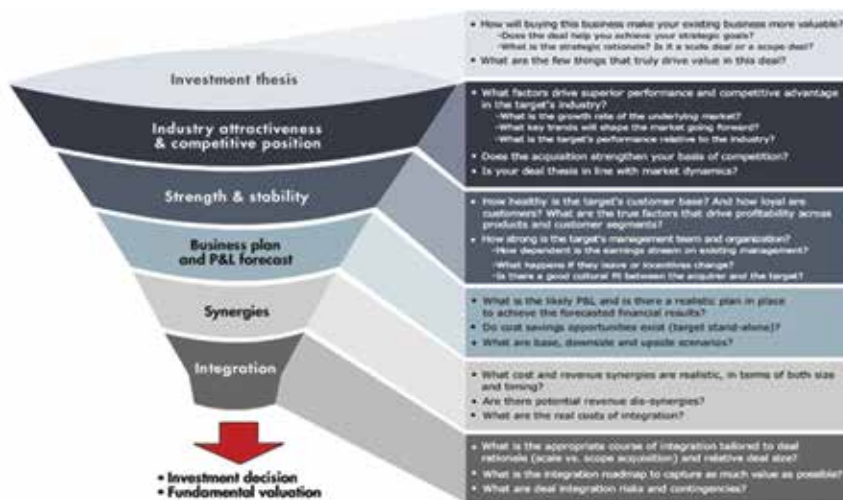 Investment thesis
Industry attractiveness
& competitive position
Strength & stability
Business plan
and P&L forecast
Synergies
Integration
• Investment decision
• Fundamental valuation
• How will buying this business make your existing business more valuable?
-Does the deal help you achieve your strategic goals?
-What is the strategic rationale? Is it a scale deal or a scope deal?
• What are the few things that truly drive value in this deal?
• What factors drive superior performance and competitive advantage
in the target's industry?
-What is the growth rate of the underlying market?
-What key trends will shape the market going forward?
-What is the target's performance relative to the industry?
• Does the acquisition strengthen your basis of competition?
• Is your deal thesis in line with market dynamics?
• How healthy is the target's customer base? And how loyal are
customers? What are the true factors that drive profitability across
products and customer segments?
• How strong is the target's management team and organization?
-How dependent is the earnings stream on existing management?
-What happens if they leave or incentives change?
-Is there a good cultural fit between the acquirer and the target?
• What is the likely P&L and is there a realistic plan in place
to achieve the forecasted financial results?
• Do cost savings opportunities exist (target stand-alone)?
• What are base, downside and upside scenarios?
• What cost and revenue synergies are realistic, in terms of both size
and timing?
• Are there potential revenue dis-synergies?
• What are the real costs of integration?
• What is the appropriate course of integration tailored to deal
rationale (scale vs. scope acquisition) and relative deal size?
• What is the integration roadmap to capture as much value as possible?
• What are deal integration risks and contingencies?